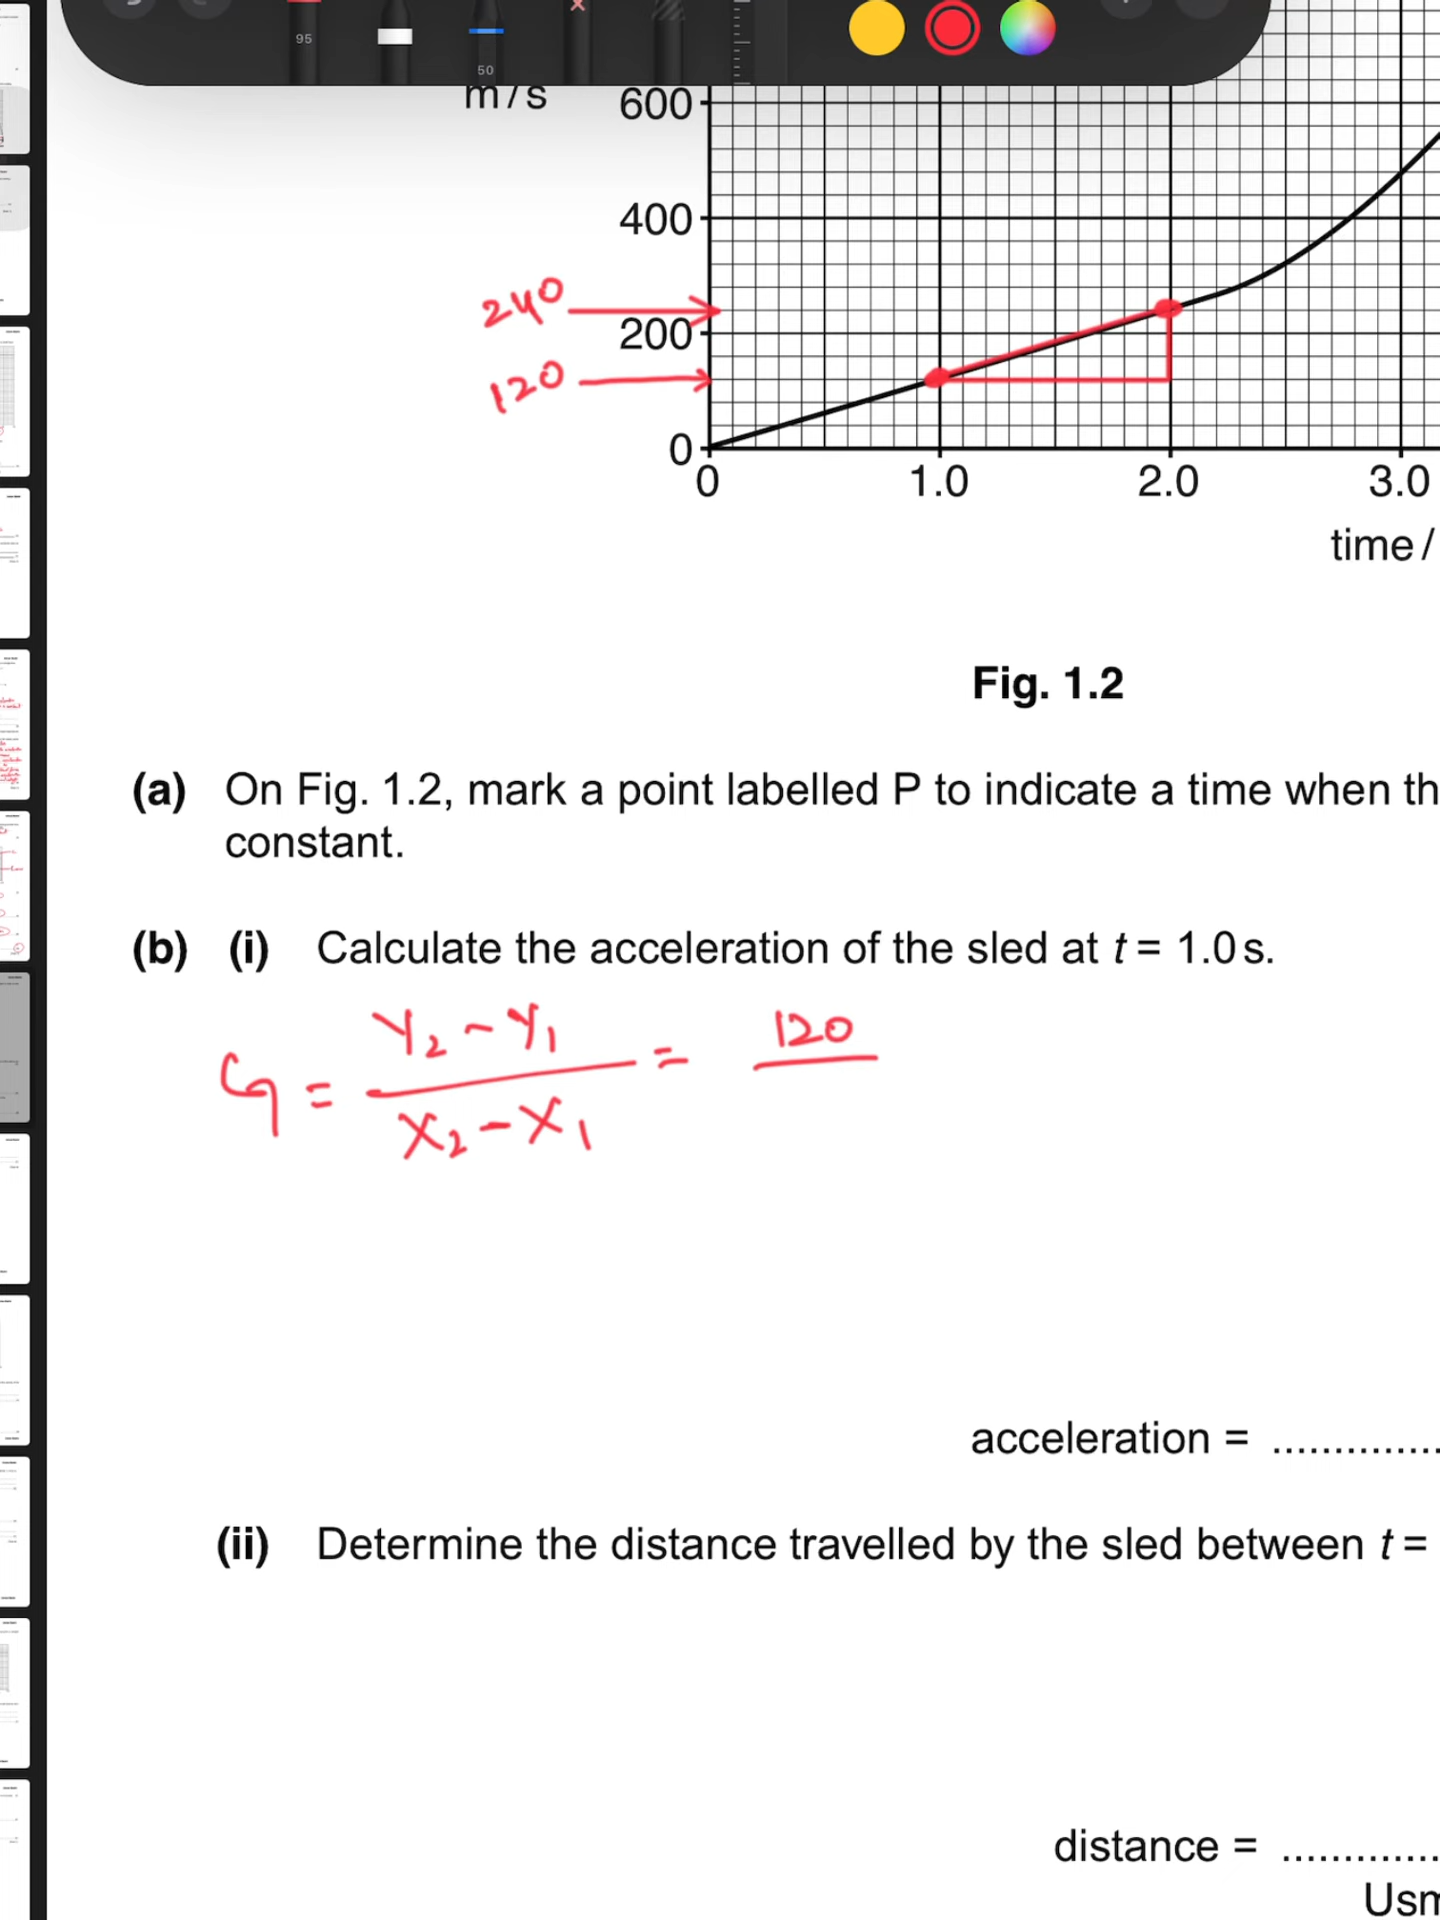 95
50
m/s
600
400
240
200
120
0
0 1.0 2.0 3.0
time /
Fig. 1.2
(a) On Fig. 1.2, mark a point labelled P to indicate a time when th
constant.
(b) (i) Calculate the acceleration of the sled at t = 1.0 s.
G = Y₂ - Y₁ / X₂ - X₁ = 120
acceleration = ..............
(ii) Determine the distance travelled by the sled between t =
distance = .............
Usm